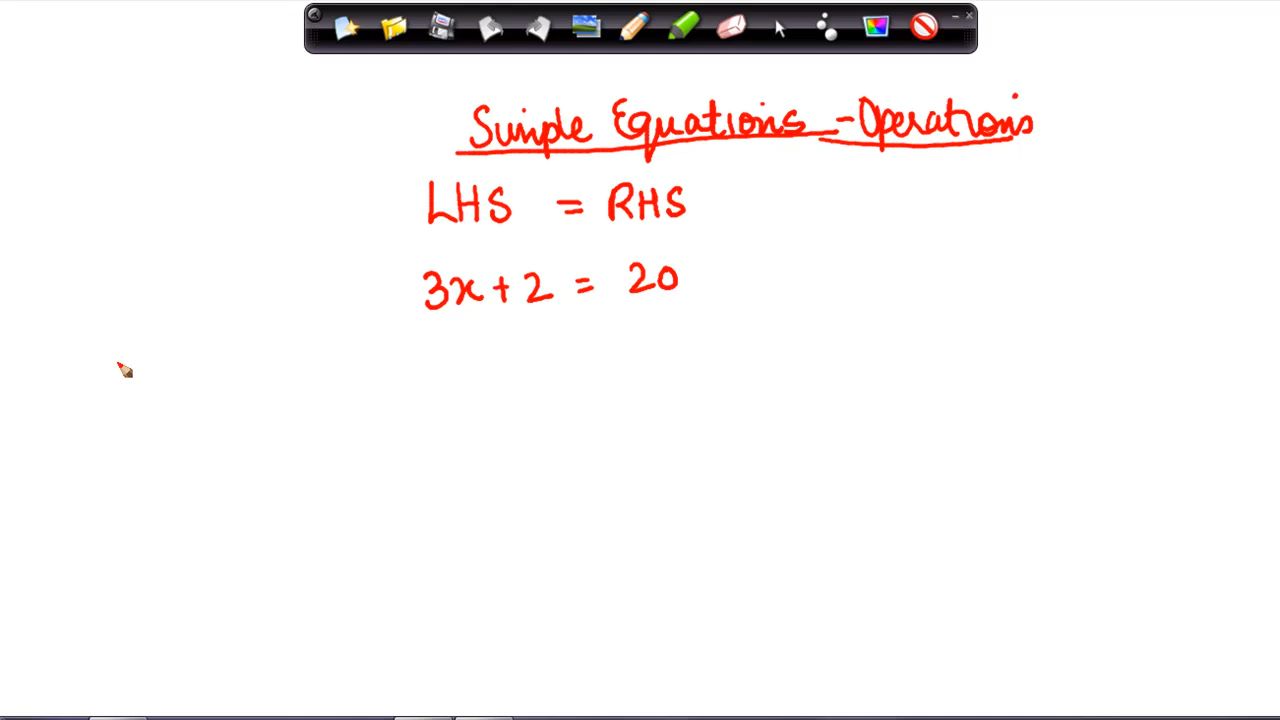 Simple Equations - Operations
LHS = RHS
3x + 2 = 20